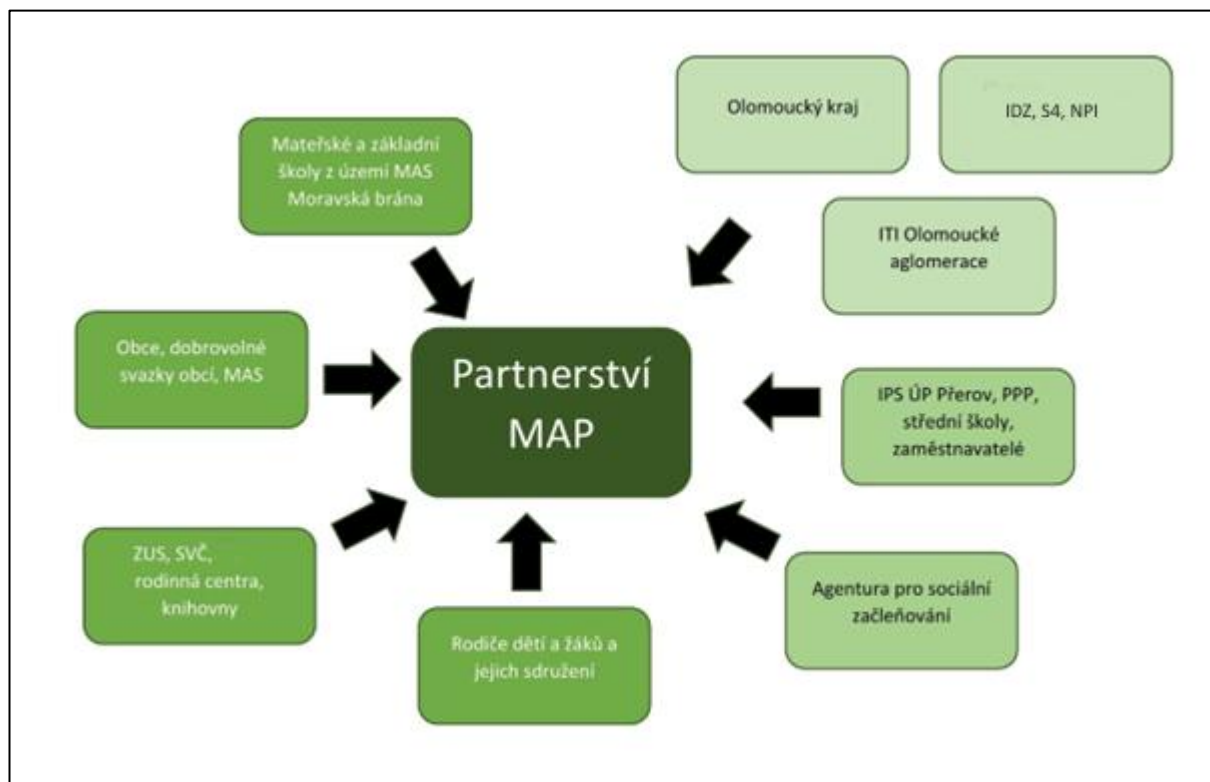 Olomoucký kraj
IDZ, S4, NPI
Mateřské a základní
školy z území MAS
Moravská brána
ITI Olomoucké
aglomerace
Obce, dobrovolné
svazky obcí, MAS
Partnerství
MAP
IPS ÚP Přerov, PPP,
střední školy,
zaměstnavatelé
ZUS, SVČ,
rodinná centra,
knihovny
Rodiče dětí a žáků a
jejich sdružení
Agentura pro sociální
začleňování